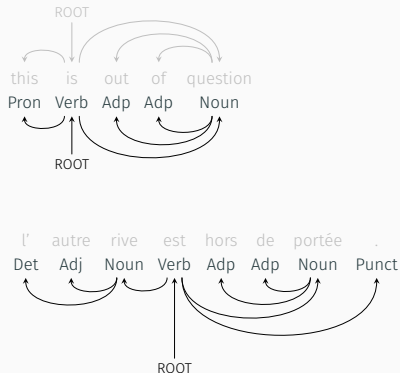 ROOT
this is out of question
Pron Verb Adp Adp Noun
ROOT
l' autre rive est hors de portée .
Det Adj Noun Verb Adp Adp Noun Punct
ROOT